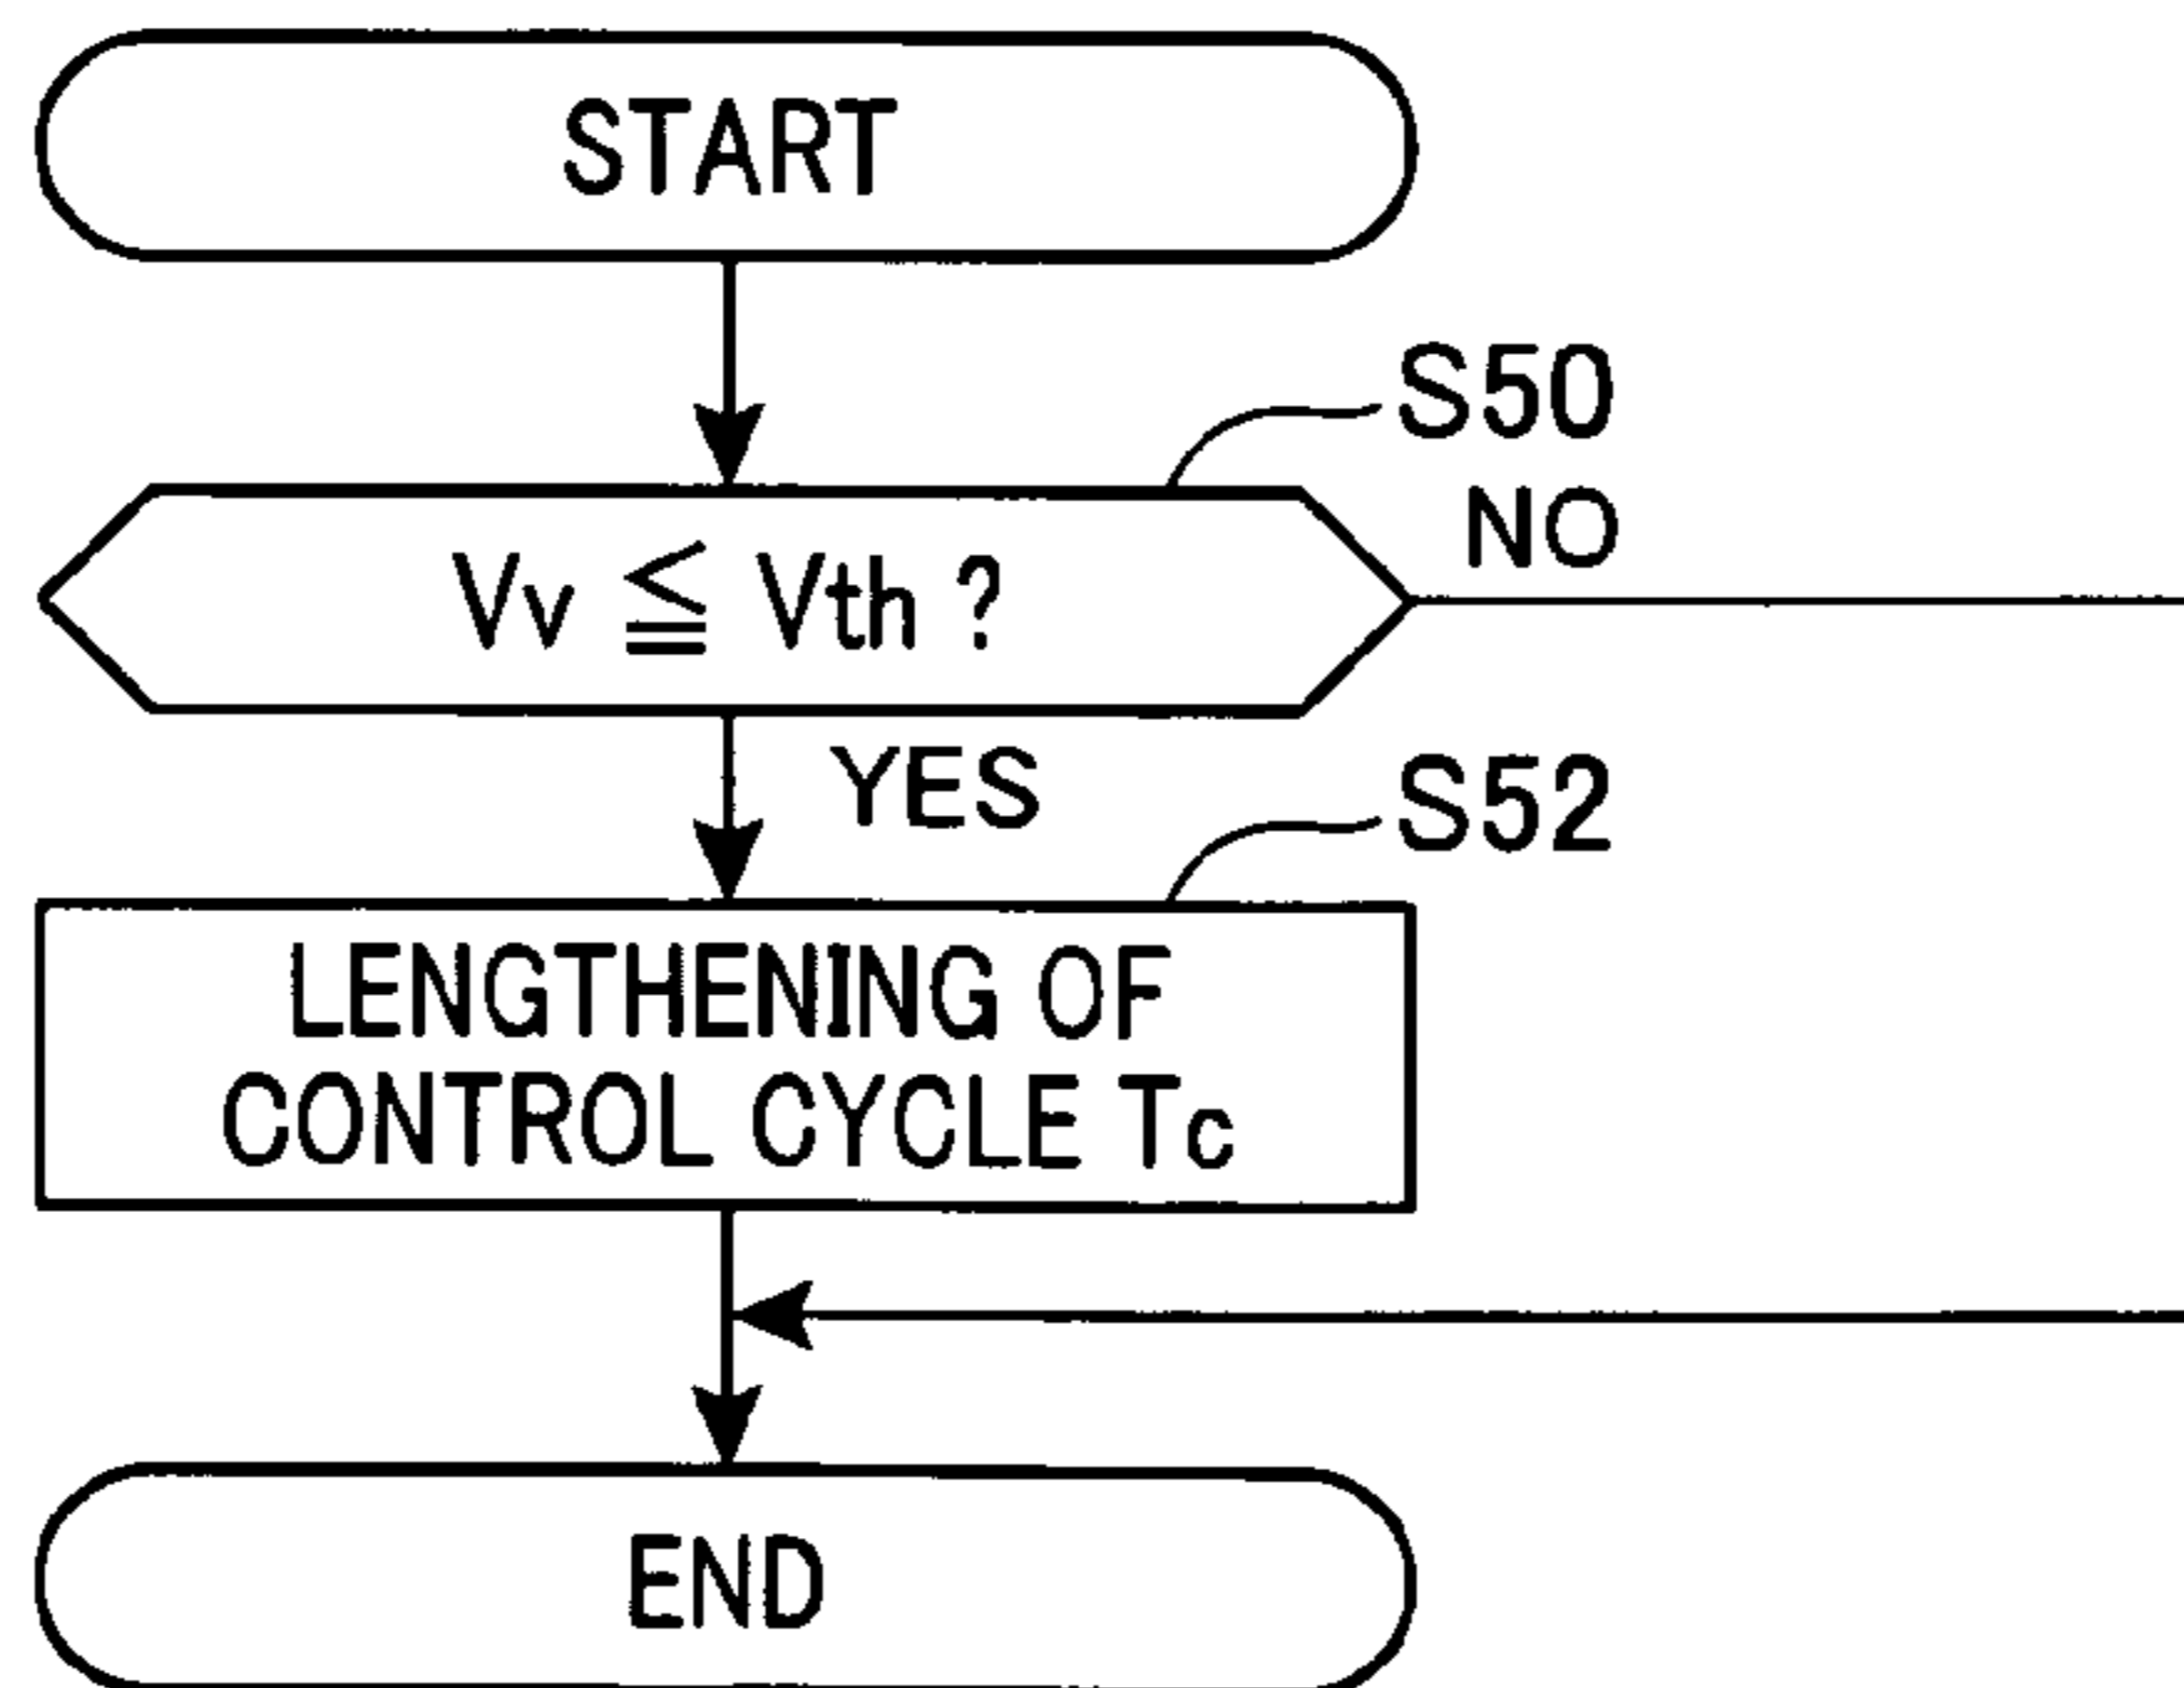 START
S50
NO
Vv ≦ Vth ?
YES
S52
LENGTHENING OF
CONTROL CYCLE Tc
END